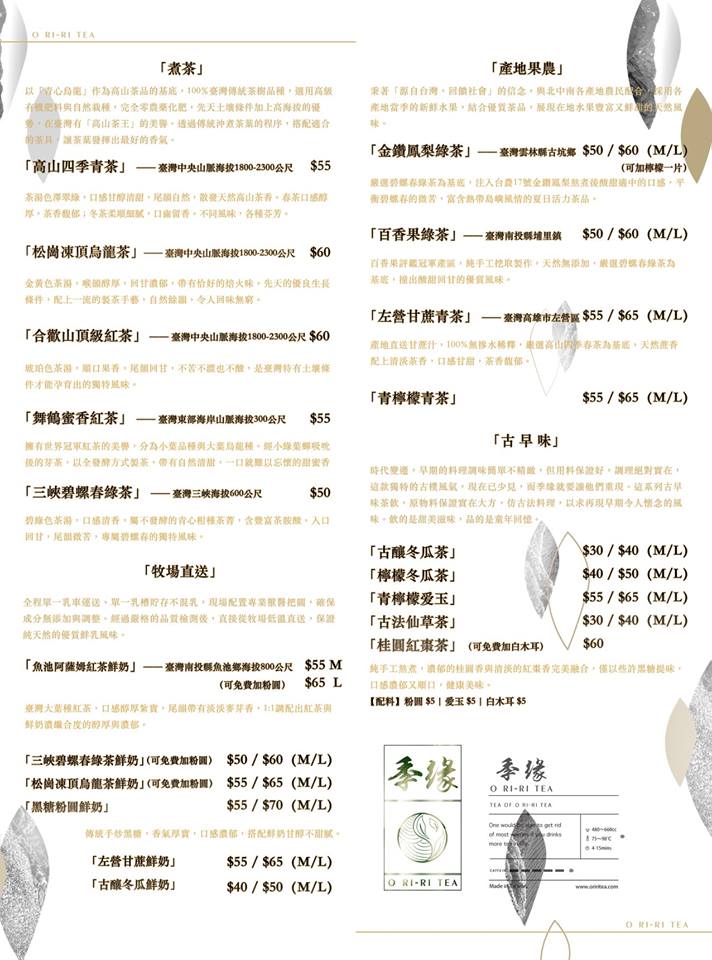 O RI-RI TEA
「煮茶」
以「青心烏龍」作為高山茶品的基底，100%臺灣傳統茶樹品種，選用高級
有機肥料與自然栽種，完全零農藥化肥，先天土壤條件加上高海拔的優
勢，在臺灣有「高山茶王」的美譽。透過傳統沖煮茶葉的程序，搭配適合
的茶具，讓茶葉發揮出最好的香氣。
「高山四季青茶」 ——臺灣中央山脈海拔1800-2300公尺 $55
茶湯色澤翠綠，口感甘醇清甜，尾韻自然，散發天然高山茶香。春茶口感醇
厚，茶香馥郁；冬茶柔順細膩，口齒留香。不同風味，各種芬芳。
「松崗凍頂烏龍茶」 ——臺灣中央山脈海拔1800-2300公尺 $60
金黃色茶湯，喉韻醇厚，回甘濃郁，帶有恰好的焙火味。先天的優良生長
條件，配上一流的製茶手藝，自然餘韻，令人回味無窮。
「合歡山頂級紅茶」 ——臺灣中央山脈海拔1800-2300公尺 $60
琥珀色茶湯，順口果香，尾韻回甘，不苦不澀也不酸，是臺灣特有土壤條
件才能孕育出的獨特風味。
「舞鶴蜜香紅茶」 ——臺灣東部海岸山脈海拔300公尺 $55
擁有世界冠軍紅茶的美譽，分為小葉品種與大葉烏龍種。經小綠葉蟬吸吮
後的芽茶，以全發酵方式製茶，帶有自然清甜，一口就難以忘懷的甜蜜香
「三峽碧螺春綠茶」 ——臺灣三峽海拔600公尺 $50
碧綠色茶湯，口感清香。屬不發酵的青心柑種茶菁，含豐富茶胺酸。入口
回甘，尾韻微苦，專屬碧螺春的獨特風味。
「牧場直送」
全程單一乳車運送、單一乳槽貯存不混乳，現場配置專業獸醫把關，確保
成分無添加與調整。經過嚴格的品質檢測後，直接從牧場低溫直送，保證
純天然的優質鮮乳風味。
「魚池阿薩姆紅茶鮮奶」 ——臺灣南投縣魚池鄉海拔800公尺 $55 M
(可免費加粉圓) $65 L
臺灣大葉種紅茶，口感醇厚紮實，尾韻帶有淡淡麥芽香，1:1調配出紅茶與
鮮奶濃纖合度的醇厚與濃郁。
「三峽碧螺春綠茶鮮奶」(可免費加粉圓) $50 / $60 (M/L)
「松崗凍頂烏龍茶鮮奶」(可免費加粉圓) $55 / $65 (M/L)
「黑糖粉圓鮮奶」 $55 / $70 (M/L)
傳統手炒黑糖，香氣厚實，口感濃郁，搭配鮮奶甘醇不甜膩。
「左營甘蔗鮮奶」 $55 / $65 (M/L)
「古釀冬瓜鮮奶」 $40 / $50 (M/L)
「產地果農」
秉著「源自台灣，回饋社會」的信念，與北中南各產地農民配合，採用各
產地當季的新鮮水果，結合優質茶品，展現在地水果豐富又鮮甜的天然風
味。
「金鑽鳳梨綠茶」 ——臺灣雲林縣古坑鄉 $50 / $60 (M/L)
(可加檸檬一片)
嚴選碧螺春綠茶為基底，注入台農17號金鑽鳳梨熬煮後酸甜適中的口感，平
衡碧螺春的微苦，富含熱帶島嶼風情的夏日活力茶品。
「百香果綠茶」 ——臺灣南投縣埔里鎮 $50 / $60 (M/L)
百香果評鑑冠軍產區，純手工挖取製作，天然無添加、嚴選碧螺春綠茶為
基底，撞出酸甜回甘的優質風味。
「左營甘蔗青茶」 ——臺灣高雄市左營區 $55 / $65 (M/L)
產地直送甘蔗汁，100%無摻水稀釋，嚴選高山四季春茶為基底，天然蔗香
配上清淡茶香，口感甘甜，茶香馥郁。
「青檸檬青茶」 $55 / $65 (M/L)
「古早味」
時代變遷，早期的料理調味簡單不精緻，但用料保證好，調理絕對實在，
這款獨特的古樸風氣，現在已少見，而季緣就要讓他們重現。這系列古早
味茶飲，原物料保證實在大方，仿古法料理，以求再現早期令人懷念的風
味。飲的是甜美滋味，品的是童年回憶。
「古釀冬瓜茶」 $30 / $40 (M/L)
「檸檬冬瓜茶」 $40 / $50 (M/L)
「青檸檬愛玉」 $55 / $65 (M/L)
「古法仙草茶」 $30 / $40 (M/L)
「桂圓紅棗茶」 (可免費加白木耳) $60
純手工熬煮，濃郁的桂圓香與清淡的紅棗香完美融合，僅以些許黑糖提味，
口感濃郁又順口，健康美味。
【配料】粉圓 $5 | 愛玉 $5 | 白木耳 $5
季緣
O RI-RI TEA
季緣
O RI-RI TEA
TEA OF O RI-RI TEA
One would be able to get rid
of most worries if you drinks
more tea in life.
480~660cc
75~98°C
4-15mins
CAFFEINE
Made in Taiwan. www.oriritea.com
O RI-RI TEA